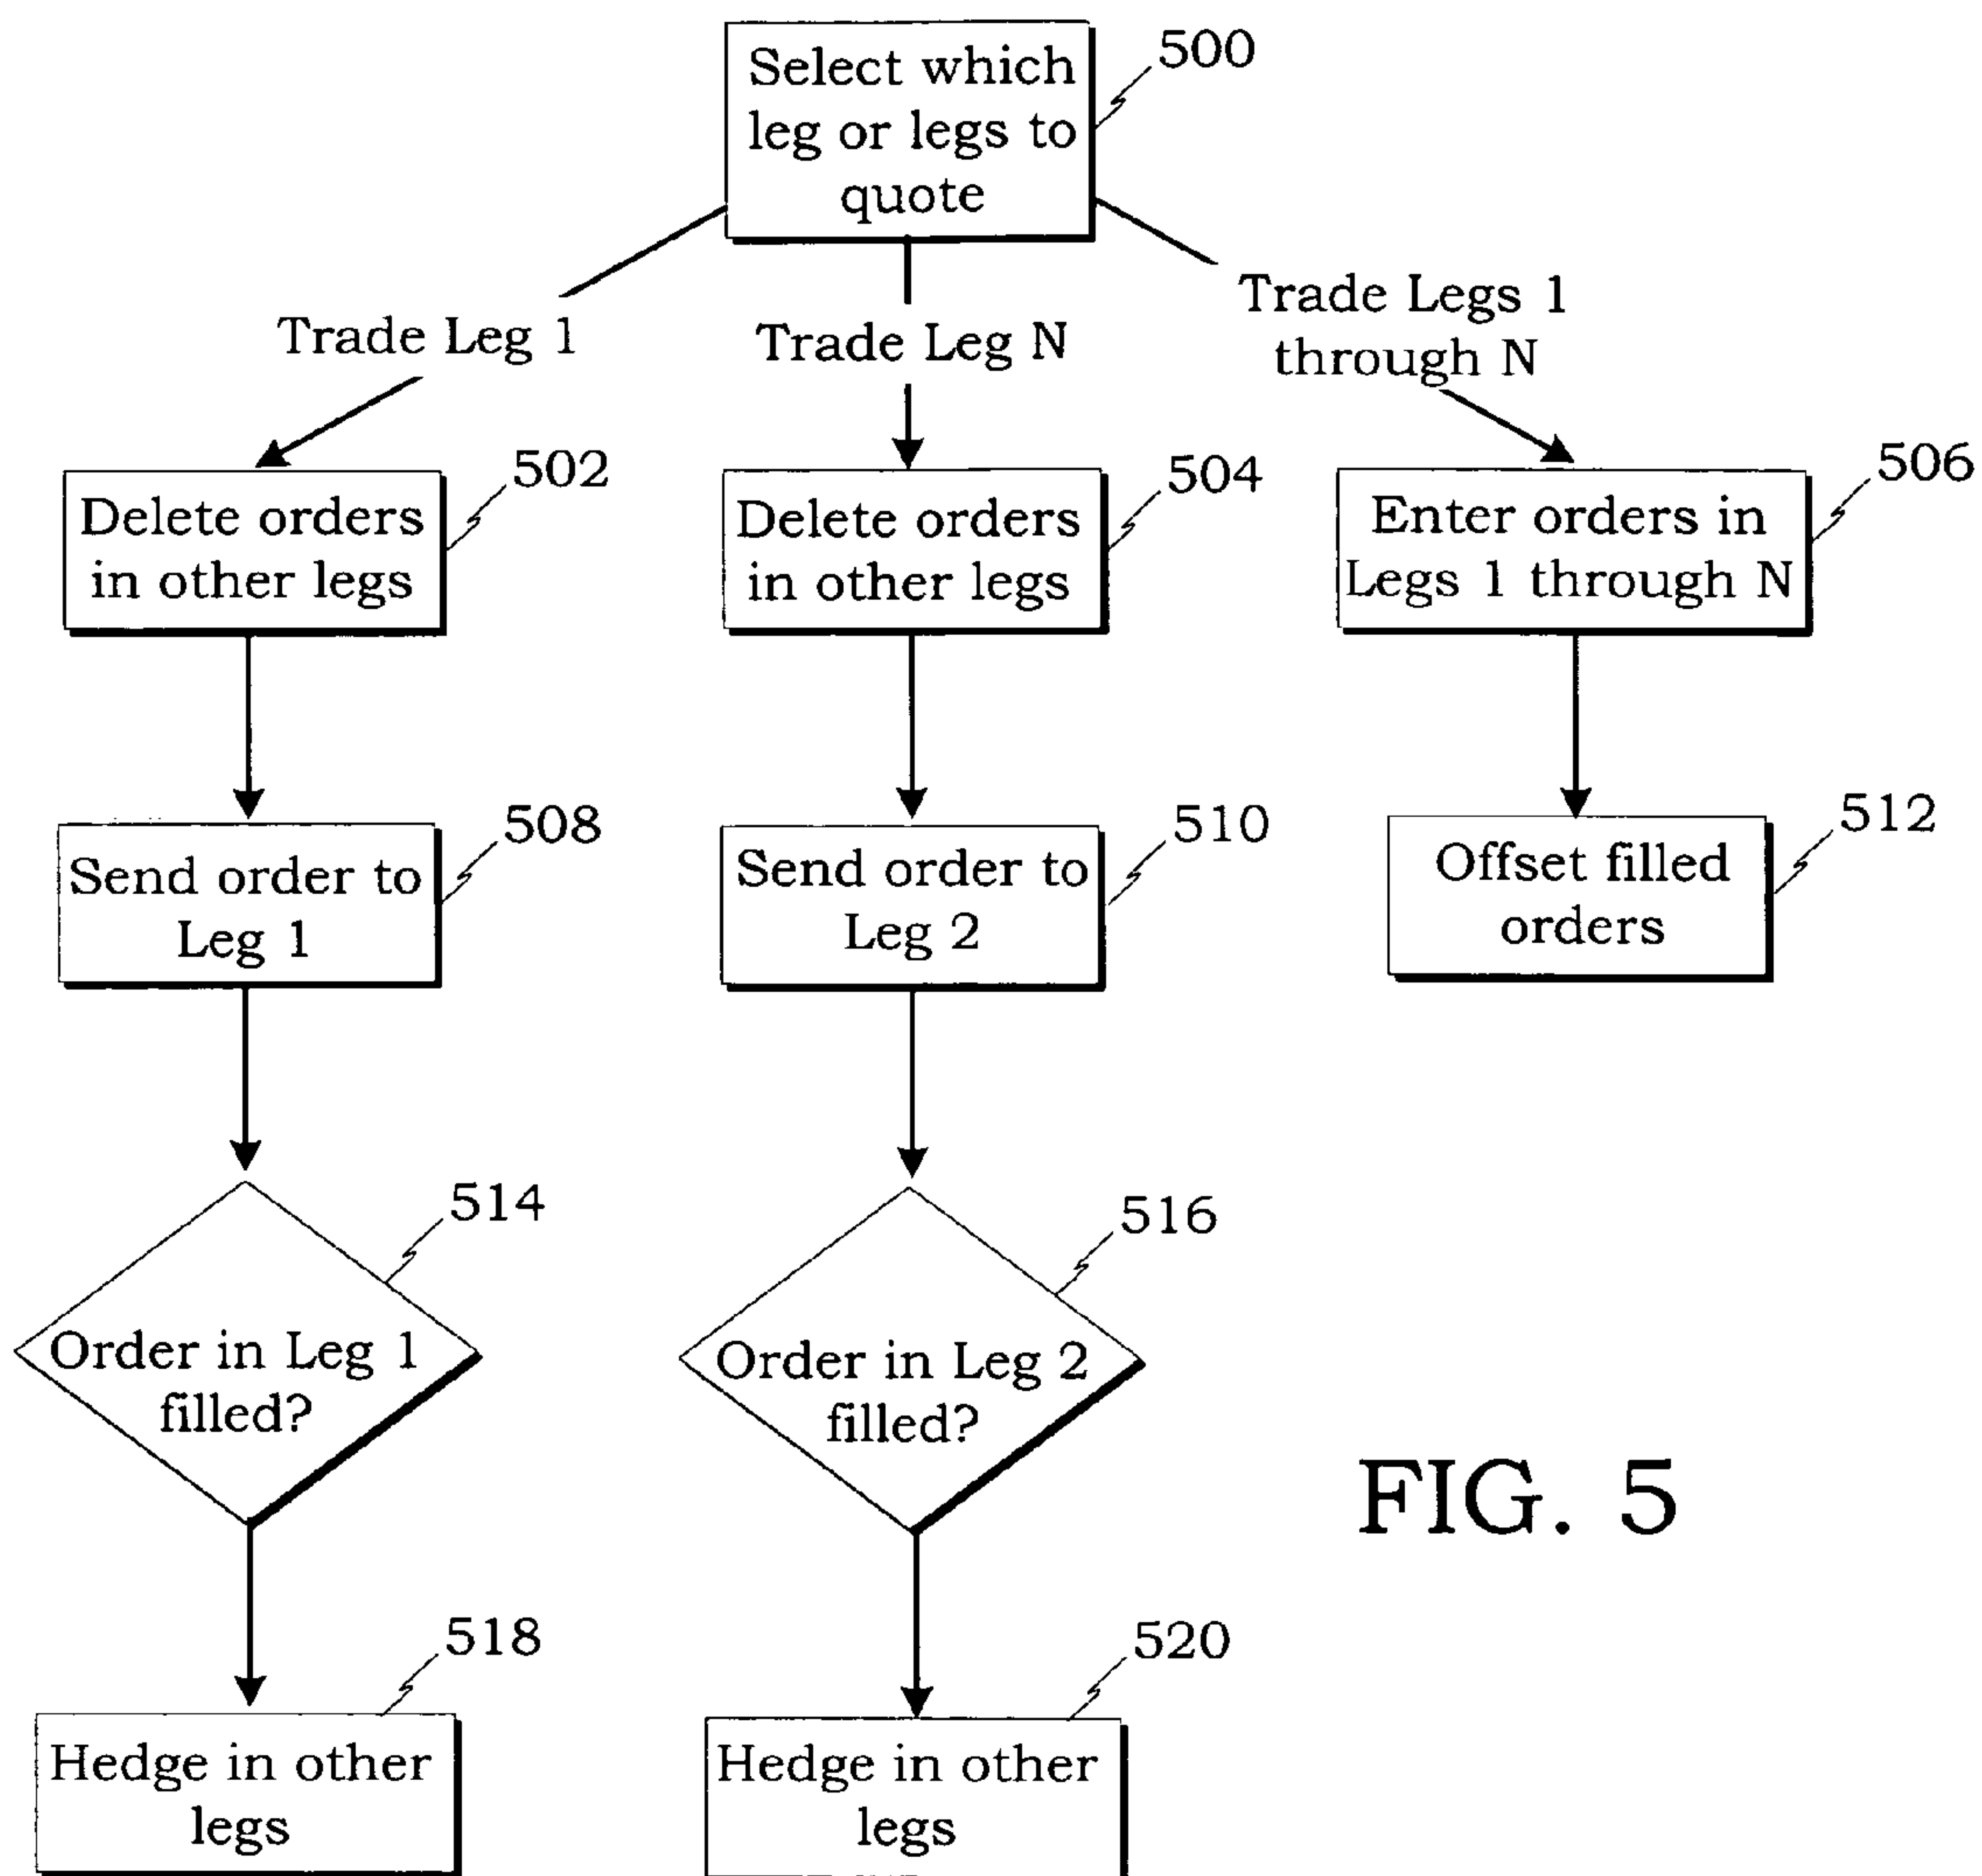 Select which
leg or legs to
quote
500
Trade Leg 1
Trade Leg N
Trade Legs 1
through N
Delete orders
in other legs
502
Delete orders
in other legs
504
Enter orders in
Legs 1 through N
506
Send order to
Leg 1
508
Send order to
Leg 2
510
Offset filled
orders
512
Order in Leg 1
filled?
514
Order in Leg 2
filled?
516
FIG. 5
Hedge in other
legs
518
Hedge in other
legs
520